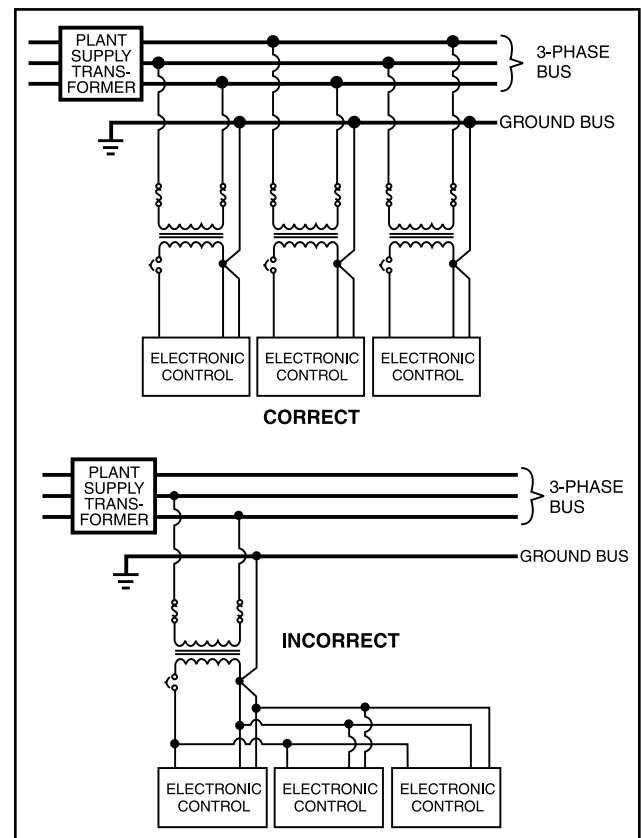 PLANT
SUPPLY
TRANS-
FORMER
3-PHASE
BUS
GROUND BUS
ELECTRONIC
CONTROL
ELECTRONIC
CONTROL
ELECTRONIC
CONTROL
CORRECT
PLANT
SUPPLY
TRANS-
FORMER
3-PHASE
BUS
GROUND BUS
INCORRECT
ELECTRONIC
CONTROL
ELECTRONIC
CONTROL
ELECTRONIC
CONTROL